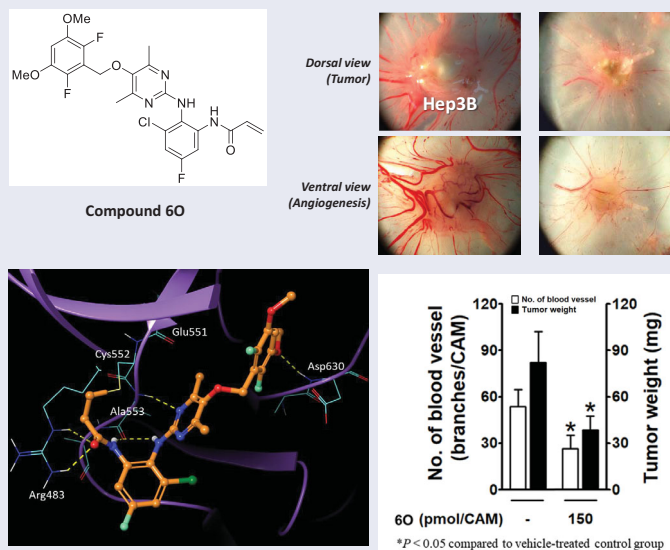 OMe
F
MeO
F
O
N
N
NH
Cl
NH
O
F
Compound 6O
Dorsal view
(Tumor)
Hep3B
Ventral view
(Angiogenesis)
Glu551
Cys552
Asp630
Ala553
Arg483
No. of blood vessel
(branches/CAM)
120
90
60
30
0
No. of blood vessel
Tumor weight
* *
120
90
60
30
0
Tumor weight (mg)
6O (pmol/CAM) - 150
*P < 0.05 compared to vehicle-treated control group